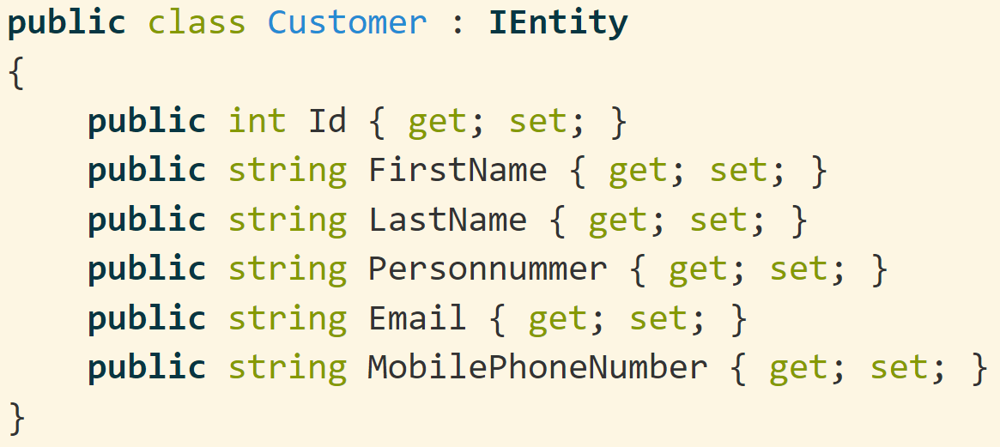 public class Customer : IEntity
{
    public int Id { get; set; }
    public string FirstName { get; set; }
    public string LastName { get; set; }
    public string Personnummer { get; set; }
    public string Email { get; set; }
    public string MobilePhoneNumber { get; set; }
}